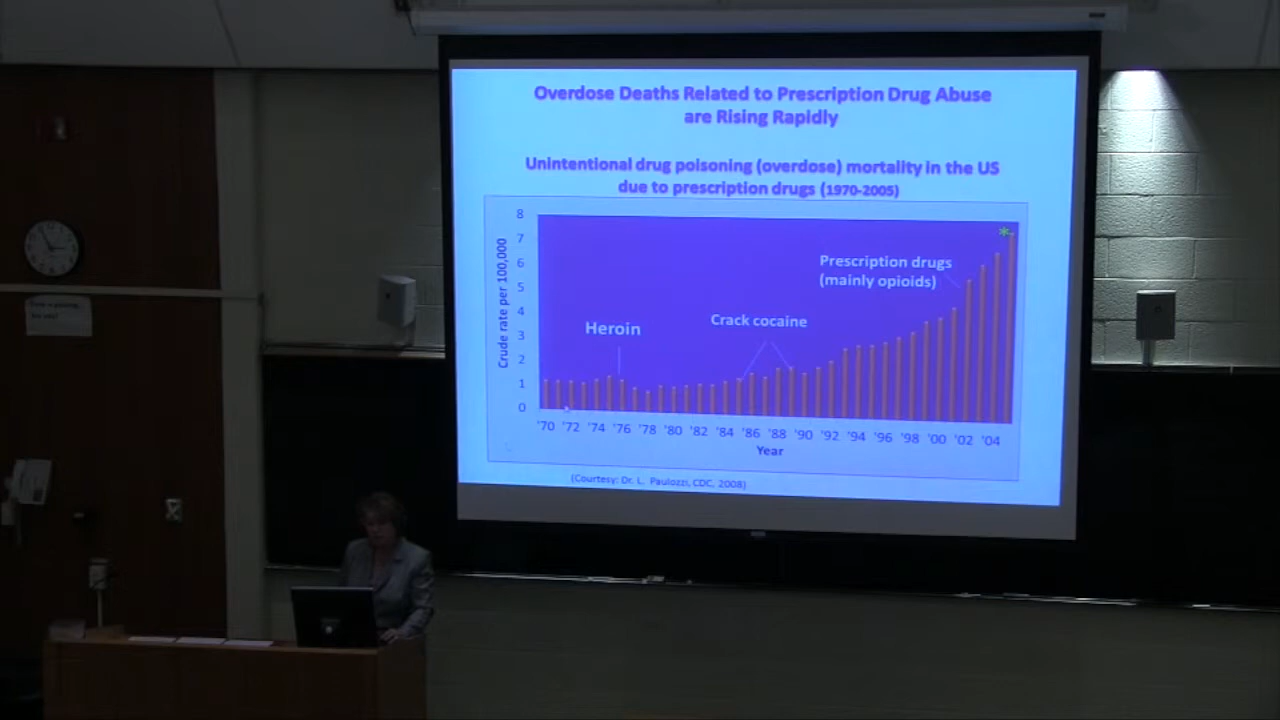 Overdose Deaths Related to Prescription Drug Abuse
are Rising Rapidly
Unintentional drug poisoning (overdose) mortality in the US
due to prescription drugs (1970-2005)
8
7
6
5
4
3
2
1
0
Crude rate per 100,000
*
Prescription drugs
(mainly opioids)
Crack cocaine
Heroin
'70 '72 '74 '76 '78 '80 '82 '84 '86 '88 '90 '92 '94 '96 '98 '00 '02 '04
Year
(Courtesy: Dr. L. Paulozzi, CDC, 2008)